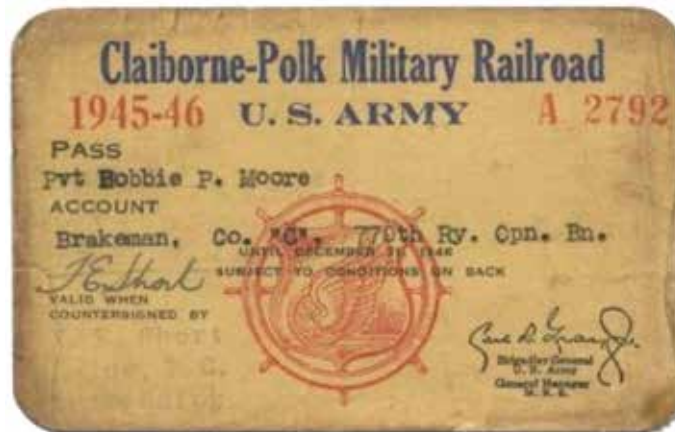 Claiborne-Polk Military Railroad
1945-46 U. S. ARMY A 2792
PASS
Pvt Bobbie P. Moore
ACCOUNT
Brakeman, Co. "C", 770th Ry. Opn. Bn.
UNTIL DECEMBER 31 1946
SUBJECT TO CONDITIONS ON BACK
VALID WHEN
COUNTERSIGNED BY
Short
Brigadier General
U. S. Army
General Manager
M. R. S.